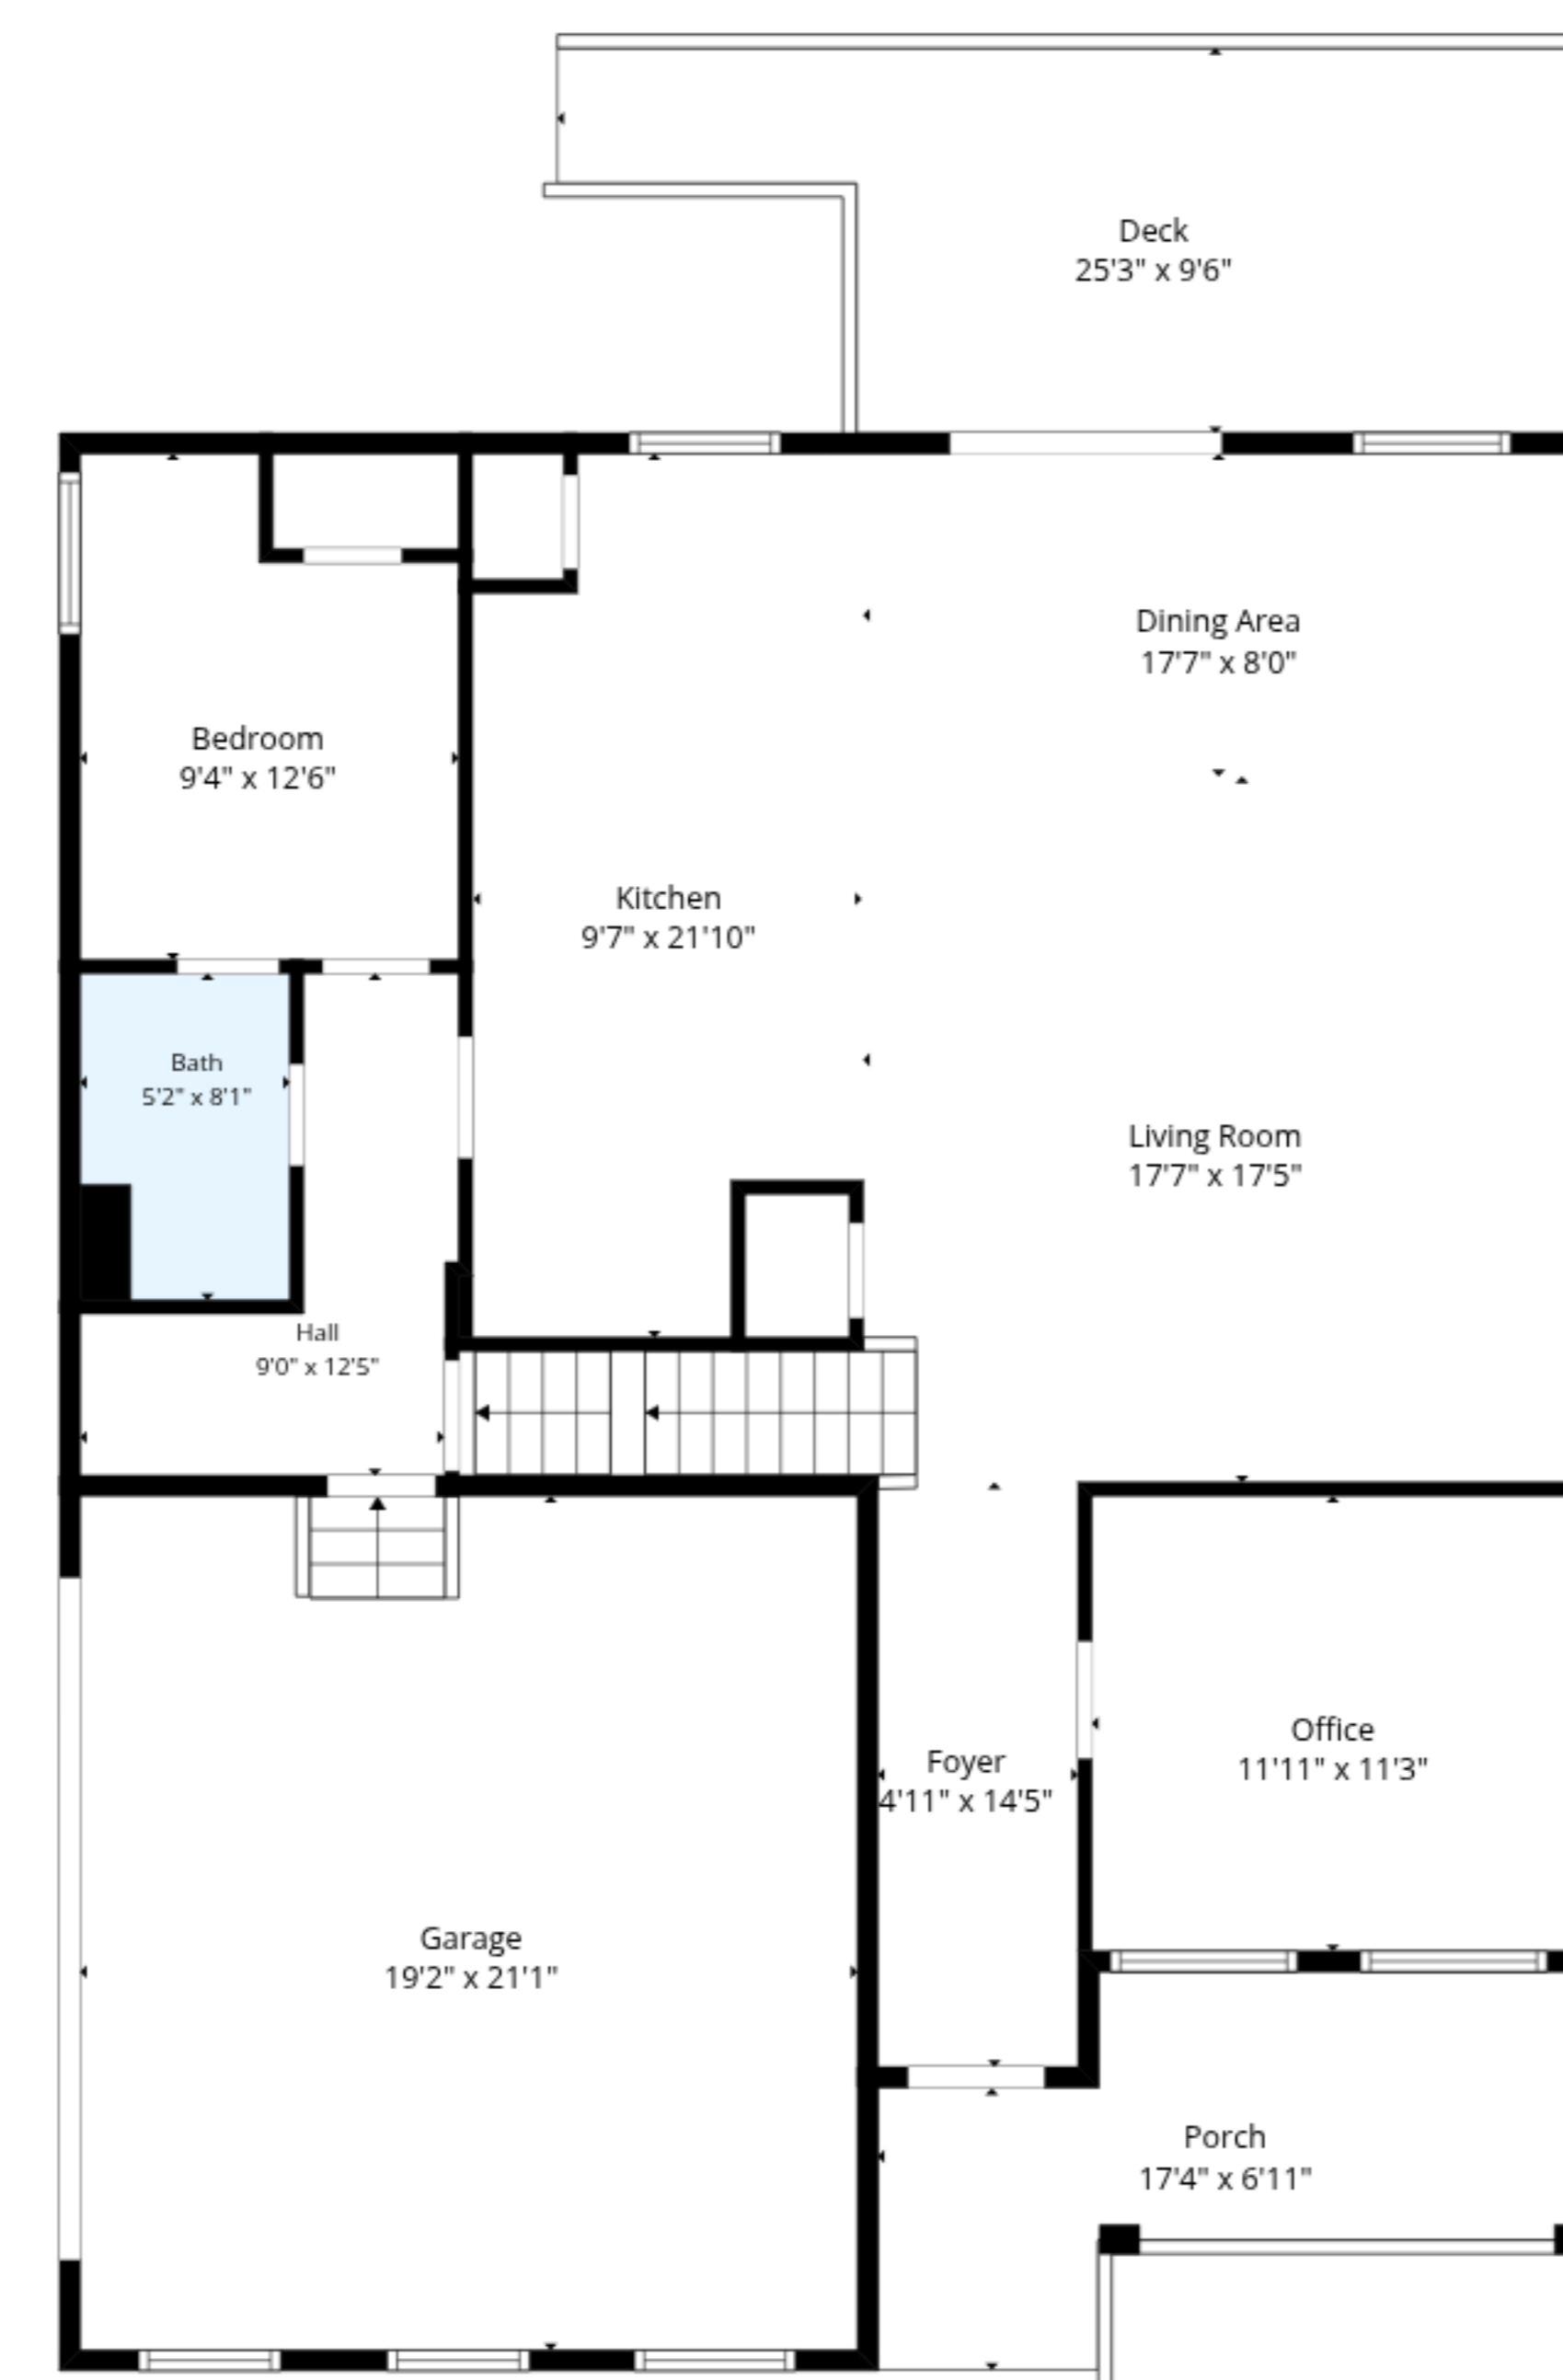 Deck
25'3" x 9'6"
Dining Area
17'7" x 8'0"
Bedroom
9'4" x 12'6"
Kitchen
9'7" x 21'10"
Bath
5'2" x 8'1"
Living Room
17'7" x 17'5"
Hall
9'0" x 12'5"
Office
11'11" x 11'3"
Foyer
4'11" x 14'5"
Garage
19'2" x 21'1"
Porch
17'4" x 6'11"